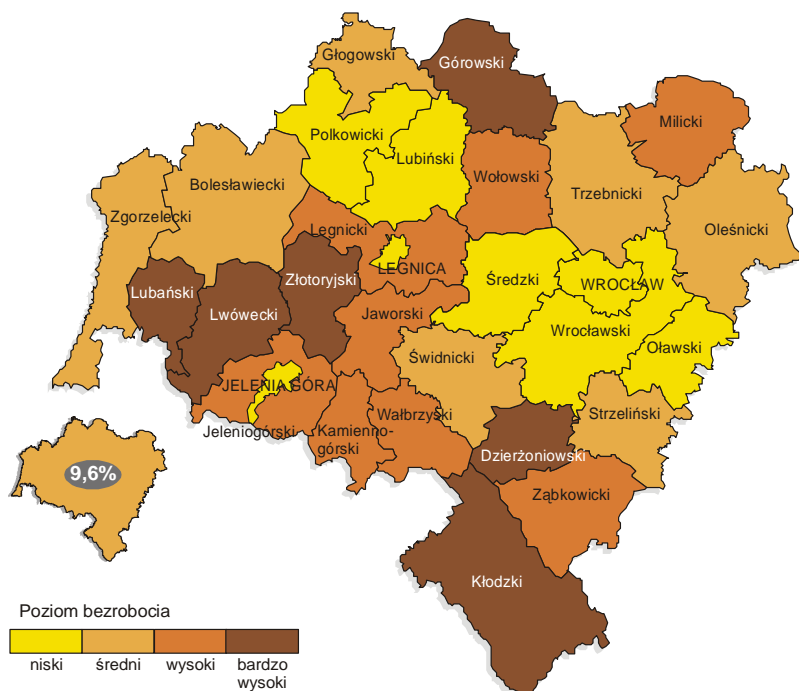 Głogowski
Górowski
Milicki
Polkowicki
Lubiński
Wołowski
Trzebnicki
Bolesławiecki
Zgorzelecki
Oleśnicki
Legnicki
LEGNICA
Złotoryjski
Średzki
WROCŁAW
Lubański
Lwówecki
Jaworski
Wrocławski
Oławski
Świdnicki
JELENIA GÓRA
Wałbrzyski
Strzeliński
Jeleniogórski
Kamienno-
górski
Dzierżoniowski
9,6%
Ząbkowicki
Kłodzki
Poziom bezrobocia
niski
średni
wysoki
bardzo
wysoki